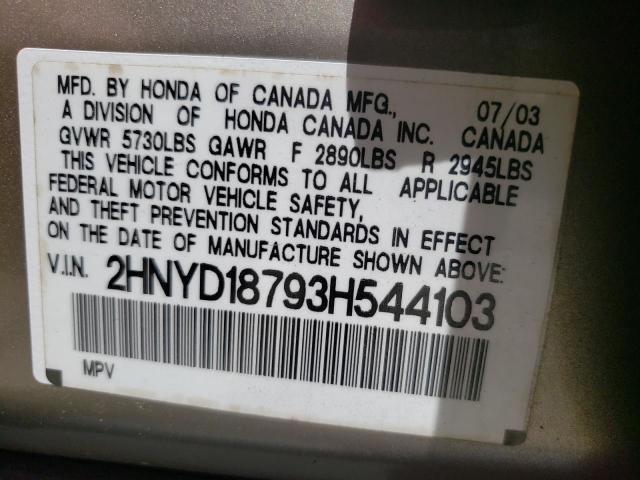 MFD. BY HONDA OF CANADA MFG., 07/03
A DIVISION OF HONDA CANADA INC. CANADA
GVWR 5730LBS GAWR F 2890LBS R 2945LBS
THIS VEHICLE CONFORMS TO ALL APPLICABLE
FEDERAL MOTOR VEHICLE SAFETY,
AND THEFT PREVENTION STANDARDS IN EFFECT
ON THE DATE OF MANUFACTURE SHOWN ABOVE:
V.I.N. 2HNYD18793H544103
MPV